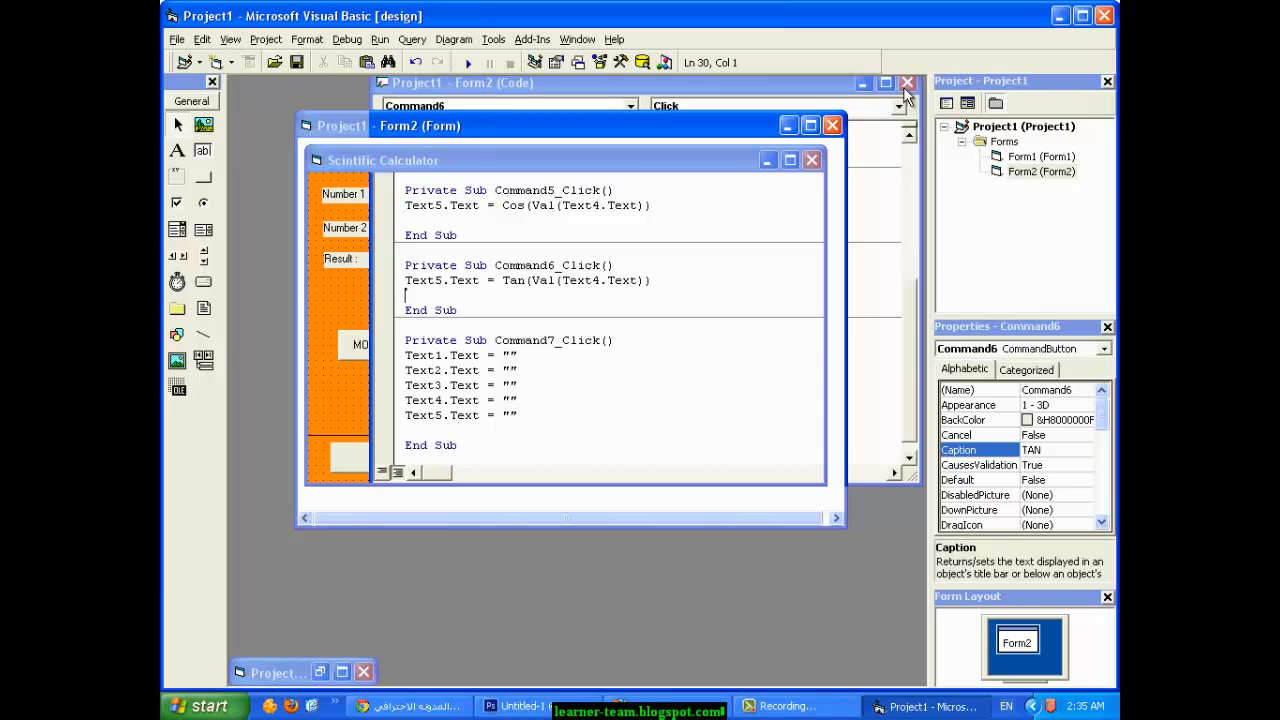 Project1 - Microsoft Visual Basic [design]
File Edit View Project Format Debug Run Query Diagram Tools Add-Ins Window Help
Ln 30, Col 1
General
Project1 - Form2 (Code)
Command6 Click
Project1 - Form2 (Form)
Scintific Calculator
Number 1
Number 2
Result :
MO
Private Sub Command5_Click()
Text5.Text = Cos(Val(Text4.Text))
End Sub
Private Sub Command6_Click()
Text5.Text = Tan(Val(Text4.Text))
End Sub
Private Sub Command7_Click()
Text1.Text = ""
Text2.Text = ""
Text3.Text = ""
Text4.Text = ""
Text5.Text = ""
End Sub
Project - Project1
Project1 (Project1)
Forms
Form1 (Form1)
Form2 (Form2)
Properties - Command6
Command6 CommandButton
Alphabetic Categorized
(Name) Command6
Appearance 1 - 3D
BackColor &H8000000F
Cancel False
Caption TAN
CausesValidation True
Default False
DisabledPicture (None)
DownPicture (None)
DragIcon (None)
Caption
Returns/sets the text displayed in an
object's title bar or below an object's
Form Layout
Form2
Project...
start
المدونه الاحترافي...
Untitled-1
Recording...
Project1 - Micros...
EN
2:35 AM
learner-team.blogspot.com